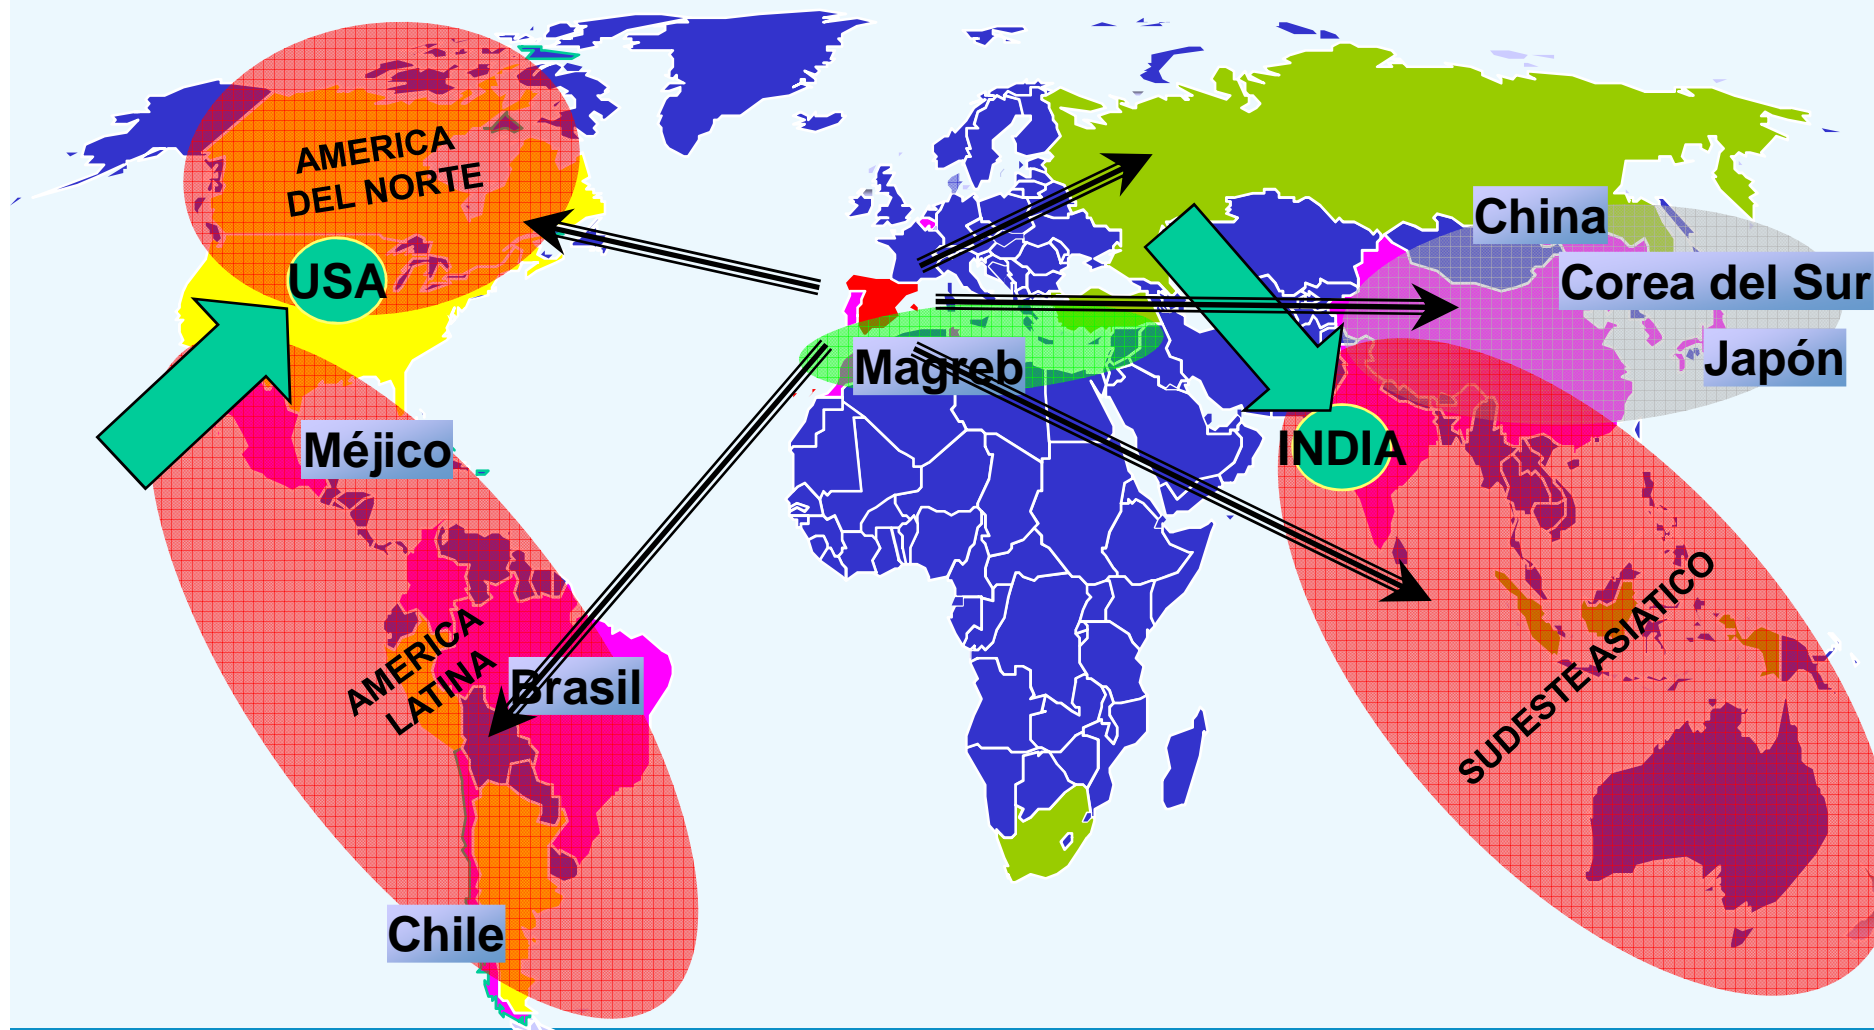 AMERICA
DEL NORTE
USA
China
Corea del Sur
Japón
Magreb
Méjico
INDIA
AMERICA
LATINA
Brasil
SUDESTE ASIATICO
Chile